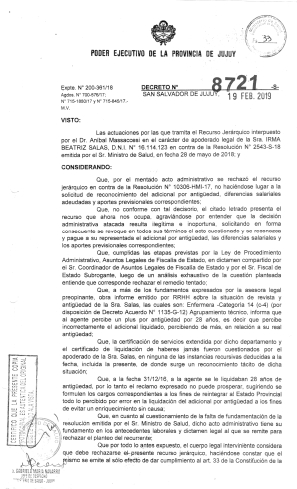 33
PODER EJECUTIVO DE LA PROVINCIA DE JUJUY
Expte. N° 200-361/18
Agdos. N° 700-876/17;
N° 715-1880/17 y N° 715-845/17.-
M.V.
DECRETO N° 8721 -S-
SAN SALVADOR DE JUJUY, 19 FEB. 2019
VISTO:
Las actuaciones por las que tramita el Recurso Jerárquico interpuesto
por el Dr. Aníbal Massaccesi en el carácter de apoderado legal de la Sra. IRMA
BEATRIZ SALAS, D.N.I. N° 16.114.123 en contra de la Resolución N° 2543-S-18
emitida por el Sr. Ministro de Salud, en fecha 28 de mayo de 2018; y
CONSIDERANDO:
Que, por el mentado acto administrativo se rechazó el recurso
jerárquico en contra de la Resolución N° 10306-HMI-17, no haciéndose lugar a la
solicitud de reconocimiento del adicional por antigüedad, diferencias salariales
adeudadas y aportes previsionales correspondientes;
Que, no conforme con tal decisorio, el citado letrado presenta el
recurso que ahora nos ocupa, agraviándose por entender que la decisión
administrativa atacada resulta ilegítima e inoportuna, solicitando en forma
consecuente se revoque en todos sus términos el acto cuestionado y se reconozca
y pague a su representada el adicional por antigüedad, las diferencias salariales y
los aportes previsionales correspondientes;
Que, cumplidas las etapas previstas por la Ley de Procedimiento
Administrativo, Asuntos Legales de Fiscalía de Estado, en dictamen compartido por
el Sr. Coordinador de Asuntos Legales de Fiscalía de Estado y por el Sr. Fiscal de
Estado Subrogante, luego de un análisis exhaustivo de la cuestión planteada
entiende que corresponde rechazar el remedio tentado;
Que, a más de los fundamentos expresados por la asesora legal
preopinante, obra informe emitido por RRHH sobre la situación de revista y
antigüedad de la Sra. Salas, las cuales son: Enfermera -Categoría 14 (c-4) (por
disposición de Decreto Acuerdo N° 1135-G-12) Agrupamiento técnico, informa que
al agente percibe un plus por antigüedad por 28 años, es decir que percibe
incorrectamente el adicional liquidado, percibiendo de más, en relación a su real
antigüedad;
Que, la certificación de servicios extendida por dicho departamento y
el certificado de liquidación de haberes jamás fueron cuestionados por el
apoderado de la Sra. Salas, en ninguna de las instancias recursivas deducidas a la
fecha, incluida la presente, de donde surge un reconocimiento tácito de dicha
situación;
Que, a la fecha 31/12/16, a la agente se le liquidaban 28 años de
antigüedad, por lo tanto el reclamo expresado no puede prosperar, sugiriendo se
formulen los cargos correspondientes a los fines de reintegrar al Estado Provincial
todo lo percibido por error en la liquidación del adicional por antigüedad a los fines
de evitar un enriquecimiento sin causa;
Que, en cuanto al cuestionamiento de la falta de fundamentación de la
resolución emitida por el Sr. Ministro de Salud, dicho acto administrativo tiene su
fundamento en los antecedentes laborales y dictamen legal al que se remite para
rechazar el planteo del recurrente;
Que por todo lo antes expuesto, el cuerpo legal interviniente considera
que debe rechazarse el presente recurso jerárquico, haciéndose constar que el
mismo se emite al sólo efecto de dar cumplimiento al art. 33 de la Constitución de la
CERTIFICO QUE LA PRESENTE COPIA